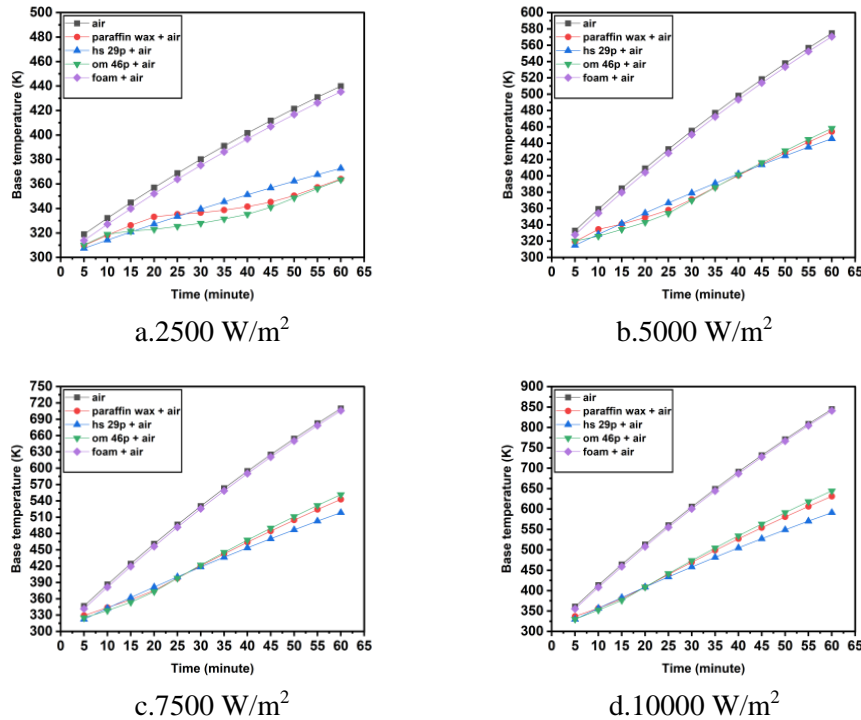 500
480
460
440
420
400
380
360
340
320
300
Base temperature (K)
air
paraffin wax + air
hs 29p + air
om 46p + air
foam + air
0 5 10 15 20 25 30 35 40 45 50 55 60 65
Time (minute)
a.2500 W/m²
600
580
560
540
520
500
480
460
440
420
400
380
360
340
320
300
Base temperature (K)
air
paraffin wax + air
hs 29p + air
om 46p + air
foam + air
0 5 10 15 20 25 30 35 40 45 50 55 60 65
Time (minute)
b.5000 W/m²
750
720
690
660
630
600
570
540
510
480
450
420
390
360
330
300
Base temperature (K)
air
paraffin wax + air
hs 29p + air
om 46p + air
foam + air
0 5 10 15 20 25 30 35 40 45 50 55 60 65
Time (minute)
c.7500 W/m²
900
850
800
750
700
650
600
550
500
450
400
350
300
Base temperature (K)
air
paraffin wax + air
hs 29p + air
om 46p + air
foam + air
0 5 10 15 20 25 30 35 40 45 50 55 60 65
Time (minute)
d.10000 W/m²